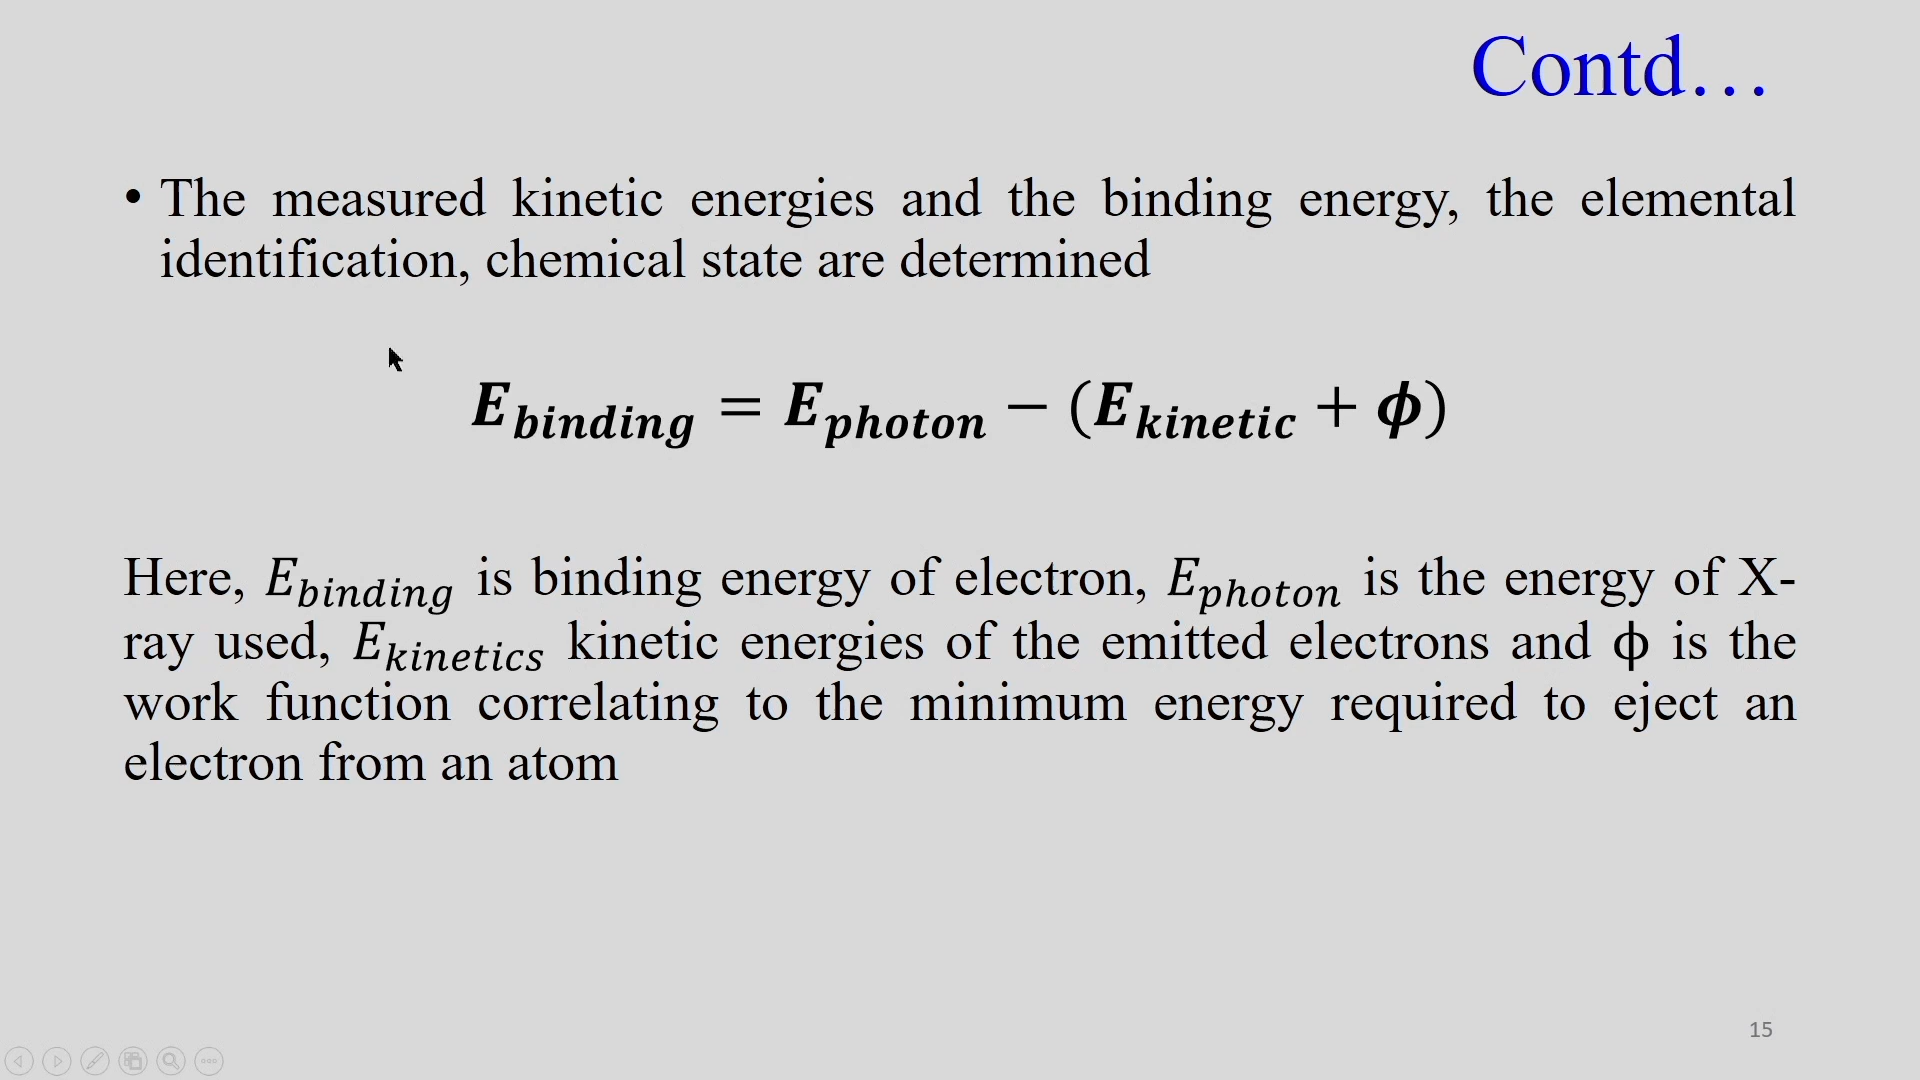 Contd…
• The measured kinetic energies and the binding energy, the elemental
identification, chemical state are determined
E_binding = E_photon − (E_kinetic + ϕ)
Here, E_binding is binding energy of electron, E_photon is the energy of X-
ray used, E_kinetics kinetic energies of the emitted electrons and ϕ is the
work function correlating to the minimum energy required to eject an
electron from an atom
15